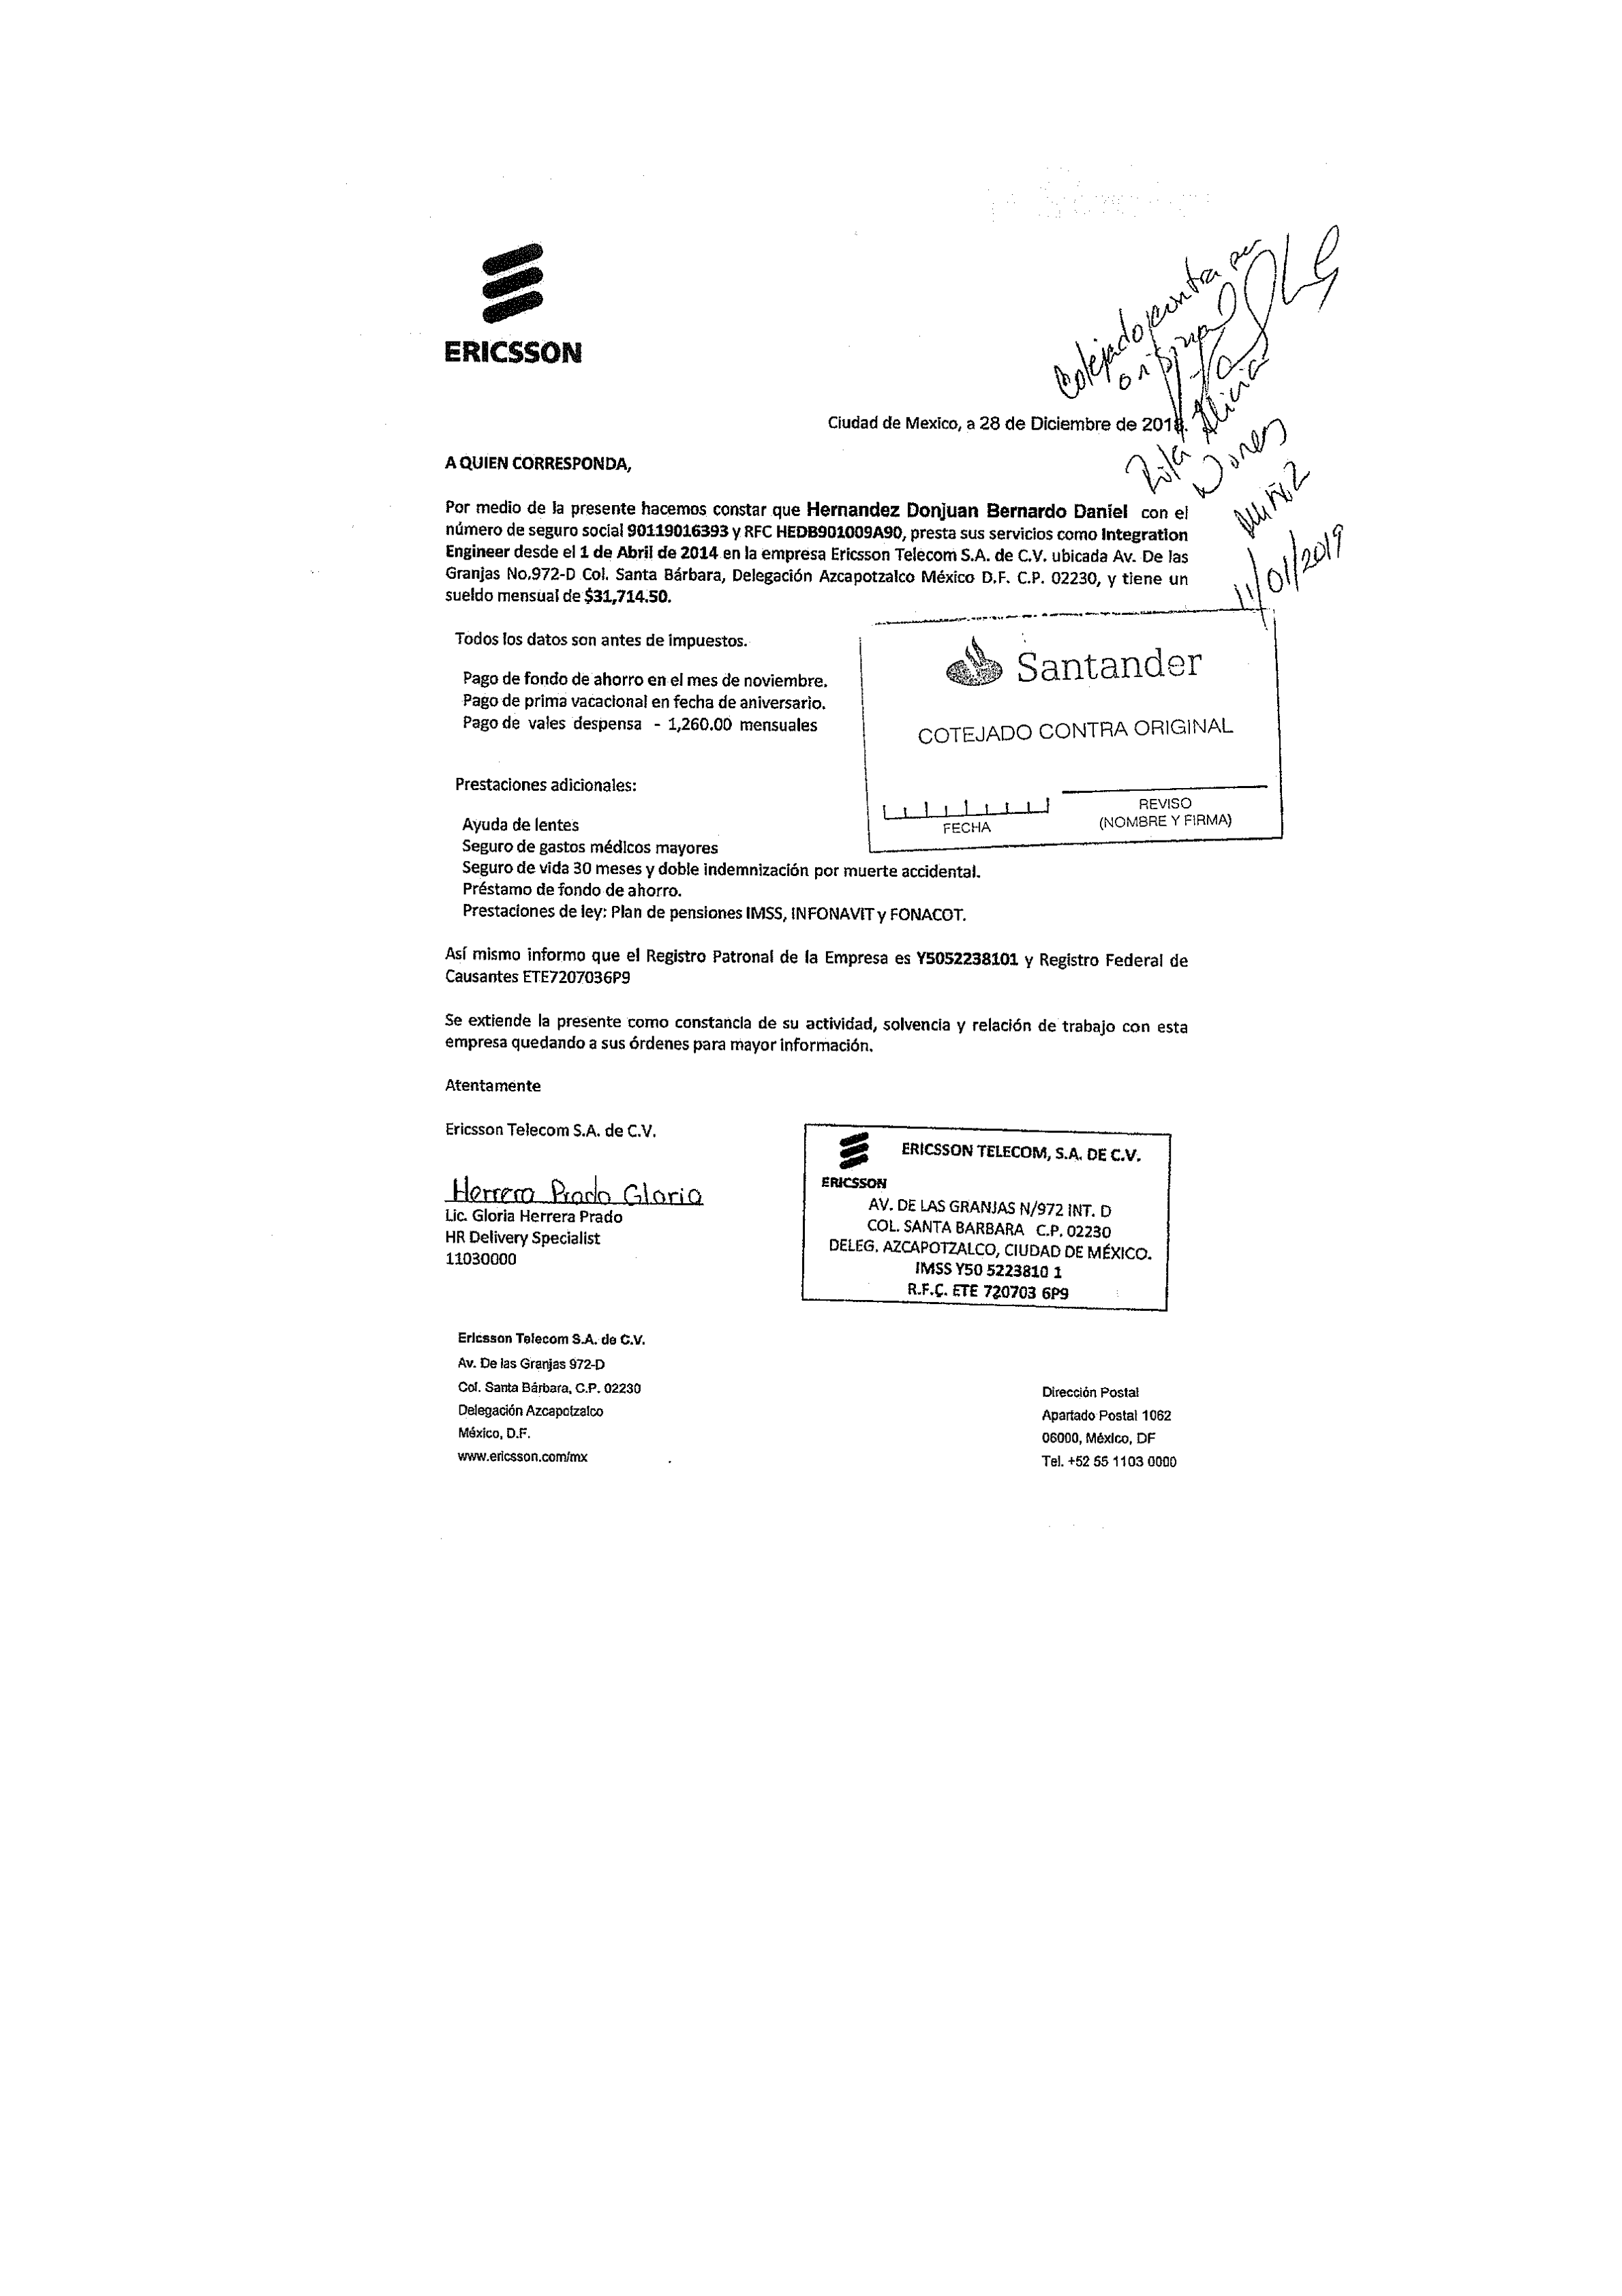 ERICSSON
Cotejado contra su
original
Rita Alicia
Muñiz
11/01/2019
Ciudad de Mexico, a 28 de Diciembre de 2018.
A QUIEN CORRESPONDA,
Por medio de la presente hacemos constar que Hernandez Donjuan Bernardo Daniel con el
número de seguro social 90119016393 y RFC HEDB901009A90, presta sus servicios como Integration
Engineer desde el 1 de Abril de 2014 en la empresa Ericsson Telecom S.A. de C.V. ubicada Av. De las
Granjas No.972-D Col. Santa Bárbara, Delegación Azcapotzalco México D.F. C.P. 02230, y tiene un
sueldo mensual de $31,714.50.
Todos los datos son antes de impuestos.
Pago de fondo de ahorro en el mes de noviembre.
Pago de prima vacacional en fecha de aniversario.
Pago de vales despensa - 1,260.00 mensuales
Santander
COTEJADO CONTRA ORIGINAL
FECHA
REVISO
(NOMBRE Y FIRMA)
Prestaciones adicionales:
Ayuda de lentes
Seguro de gastos médicos mayores
Seguro de vida 30 meses y doble indemnización por muerte accidental.
Préstamo de fondo de ahorro.
Prestaciones de ley: Plan de pensiones IMSS, INFONAVIT y FONACOT.
Así mismo informo que el Registro Patronal de la Empresa es Y5052238101 y Registro Federal de
Causantes ETE7207036P9
Se extiende la presente como constancia de su actividad, solvencia y relación de trabajo con esta
empresa quedando a sus órdenes para mayor información.
Atentamente
Ericsson Telecom S.A. de C.V.
Herrera Prado Gloria
Lic. Gloria Herrera Prado
HR Delivery Specialist
11030000
ERICSSON TELECOM, S.A. DE C.V.
ERICSSON
AV. DE LAS GRANJAS N/972 INT. D
COL. SANTA BARBARA C.P. 02230
DELEG. AZCAPOTZALCO, CIUDAD DE MÉXICO.
IMSS Y50 5223810 1
R.F.C. ETE 720703 6P9
Ericsson Telecom S.A. de C.V.
Av. De las Granjas 972-D
Col. Santa Bárbara, C.P. 02230
Delegación Azcapotzalco
México, D.F.
www.ericsson.com/mx
Dirección Postal
Apartado Postal 1062
06000, México, DF
Tel. +52 55 1103 0000